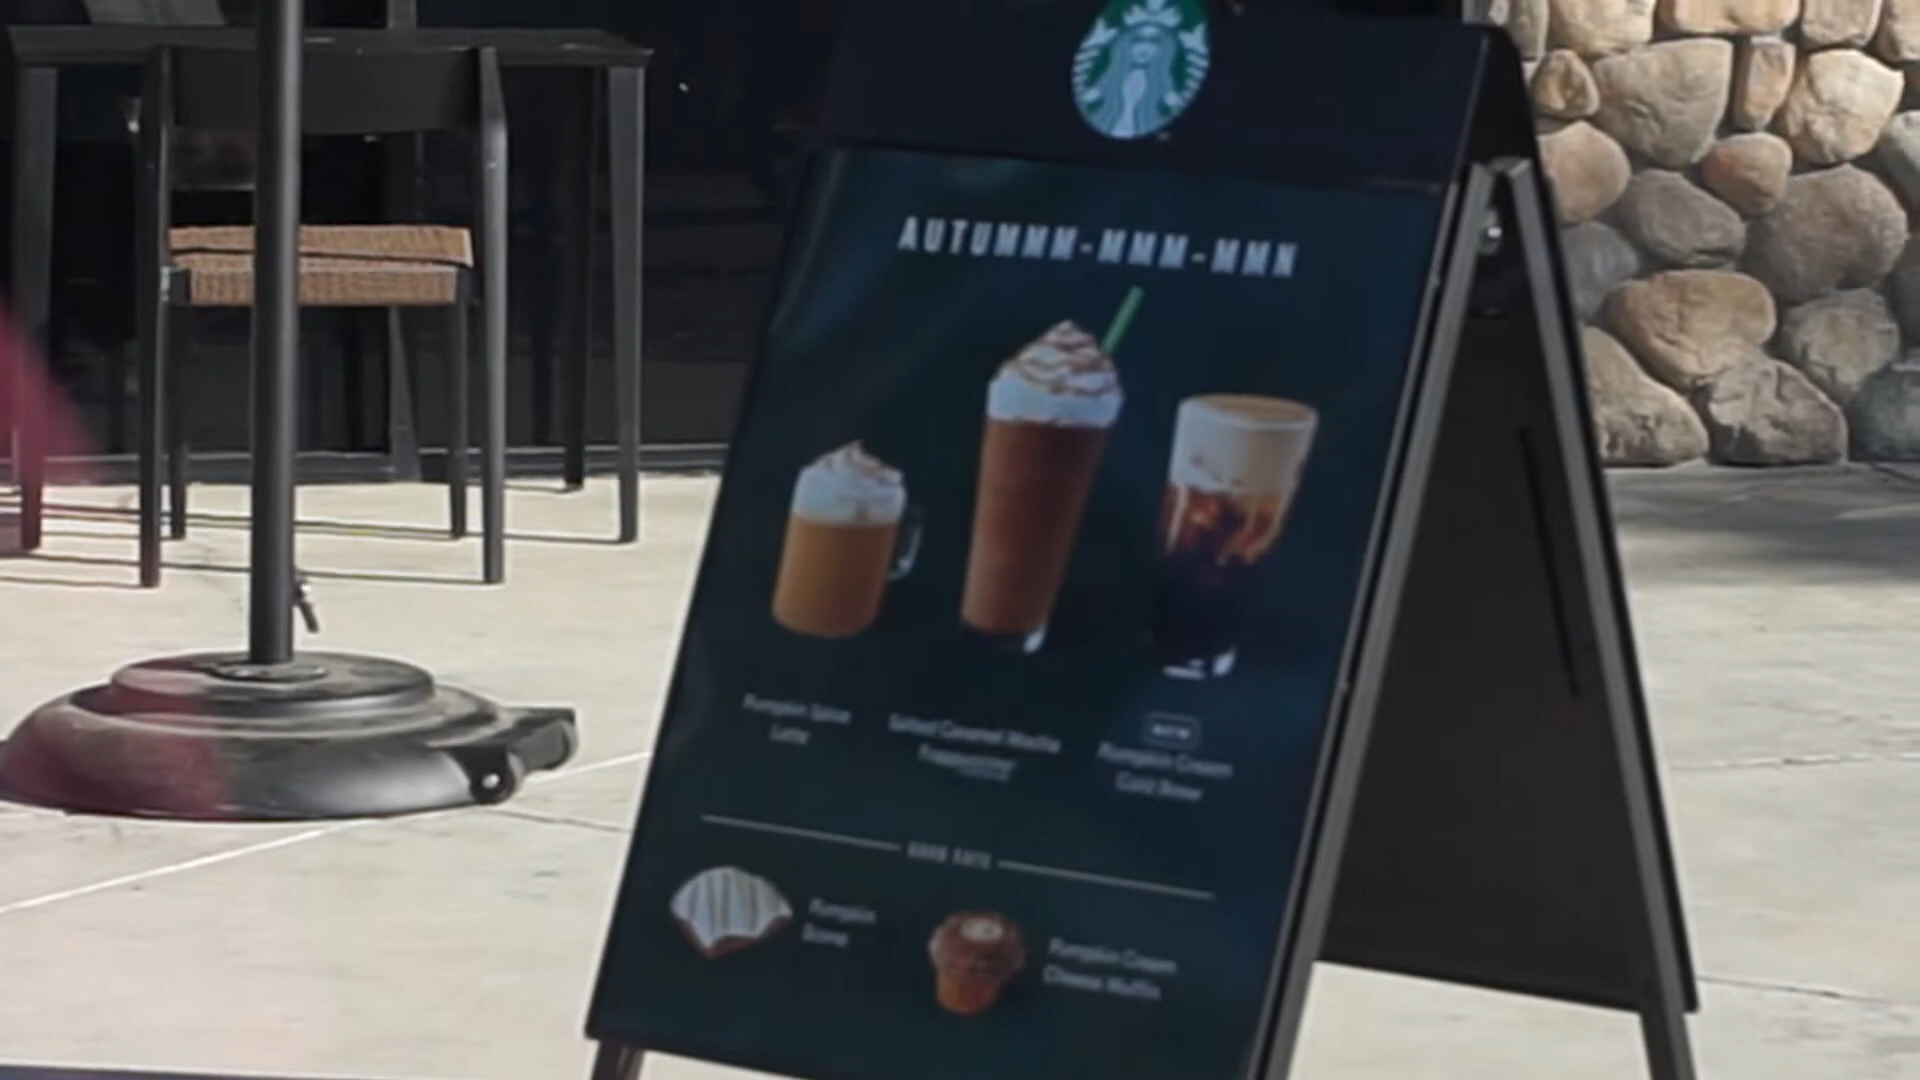 AUTUMMM-MMM-MMM
Pumpkin Spice
Latte
Salted Caramel Mocha
Frappuccino
NEW
Pumpkin Cream
Cold Brew
Pumpkin
Scone
Pumpkin Cream
Cheese Muffin